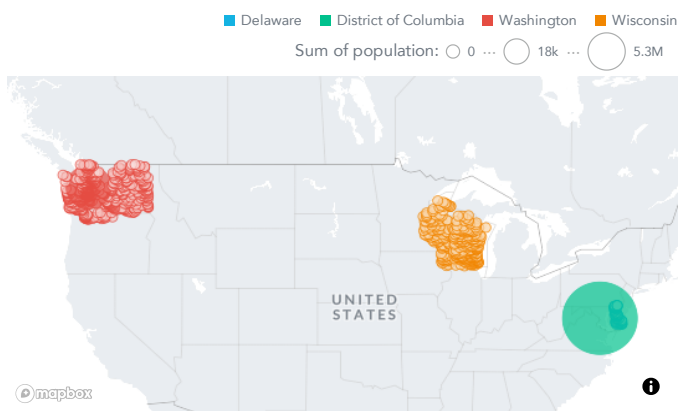 Delaware District of Columbia Washington Wisconsin
Sum of population: 0 ... 18k ... 5.3M
UNITED
STATES
mapbox
i